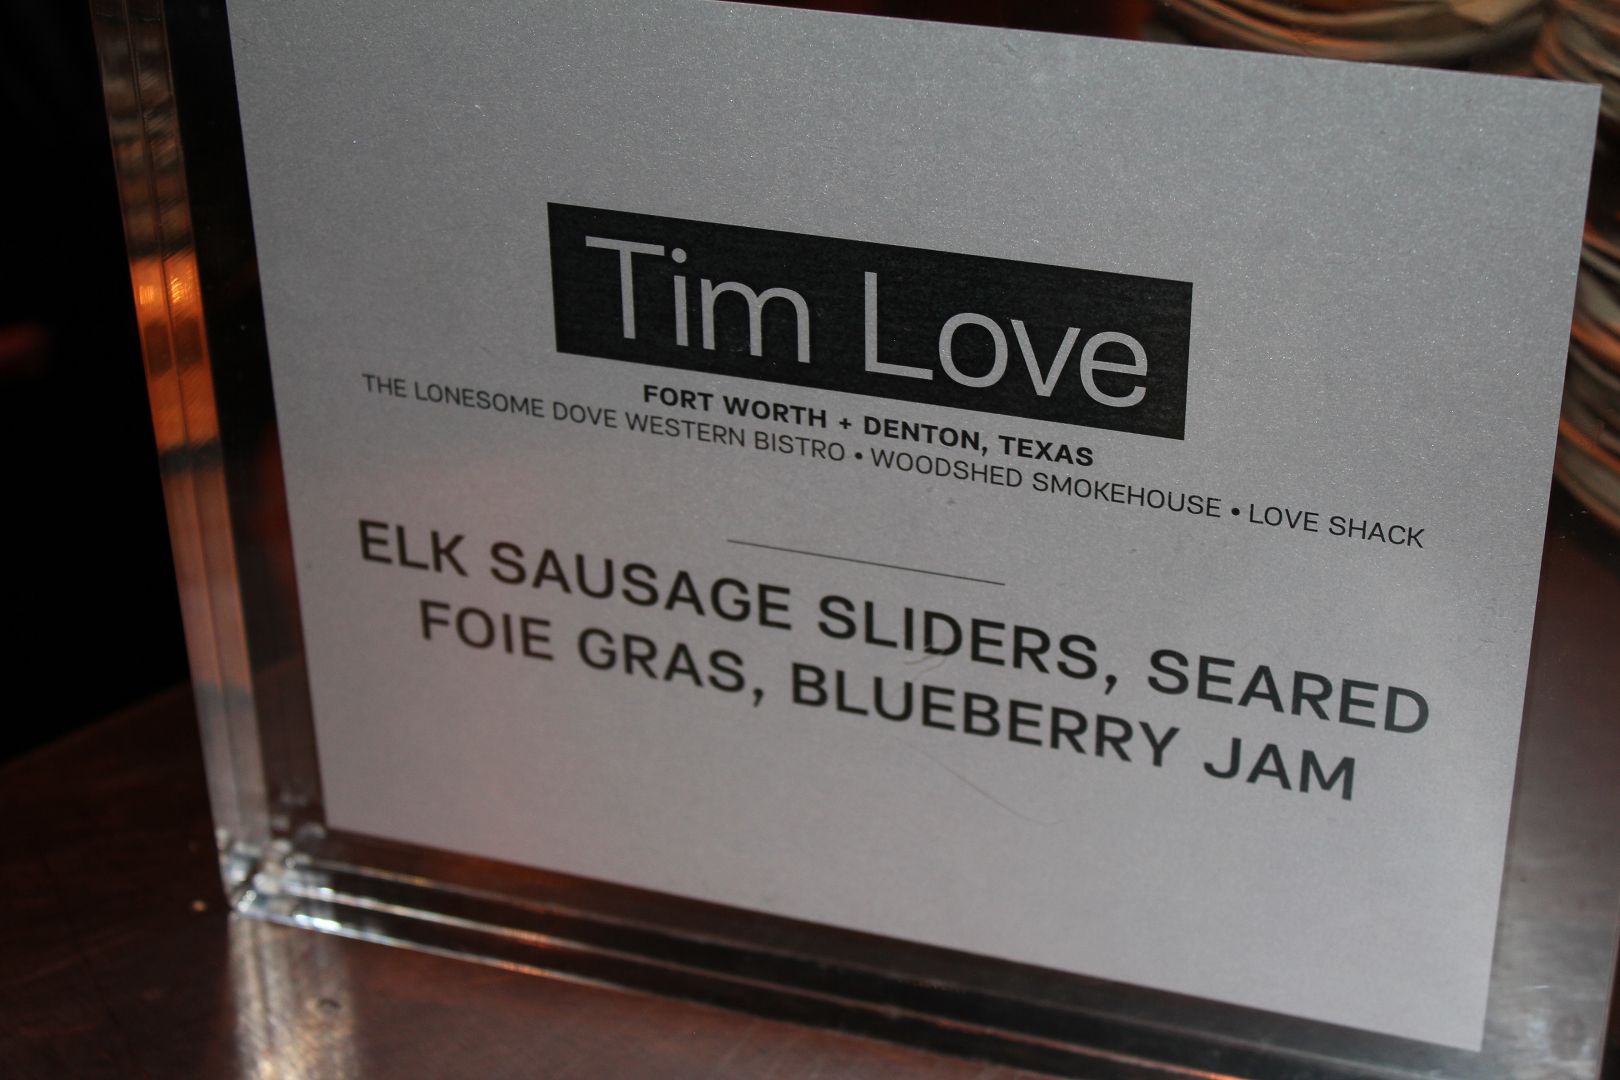 Tim Love
FORT WORTH + DENTON, TEXAS
THE LONESOME DOVE WESTERN BISTRO • WOODSHED SMOKEHOUSE • LOVE SHACK
ELK SAUSAGE SLIDERS, SEARED
FOIE GRAS, BLUEBERRY JAM